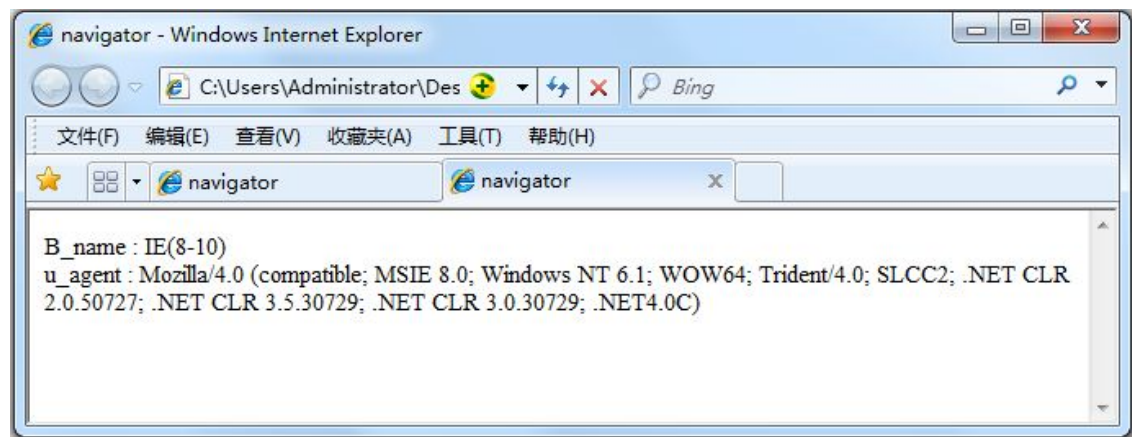 navigator - Windows Internet Explorer
C:\Users\Administrator\Des
Bing
文件(F) 编辑(E) 查看(V) 收藏夹(A) 工具(T) 帮助(H)
navigator navigator
B_name : IE(8-10)
u_agent : Mozilla/4.0 (compatible; MSIE 8.0; Windows NT 6.1; WOW64; Trident/4.0; SLCC2; .NET CLR
2.0.50727; .NET CLR 3.5.30729; .NET CLR 3.0.30729; .NET4.0C)